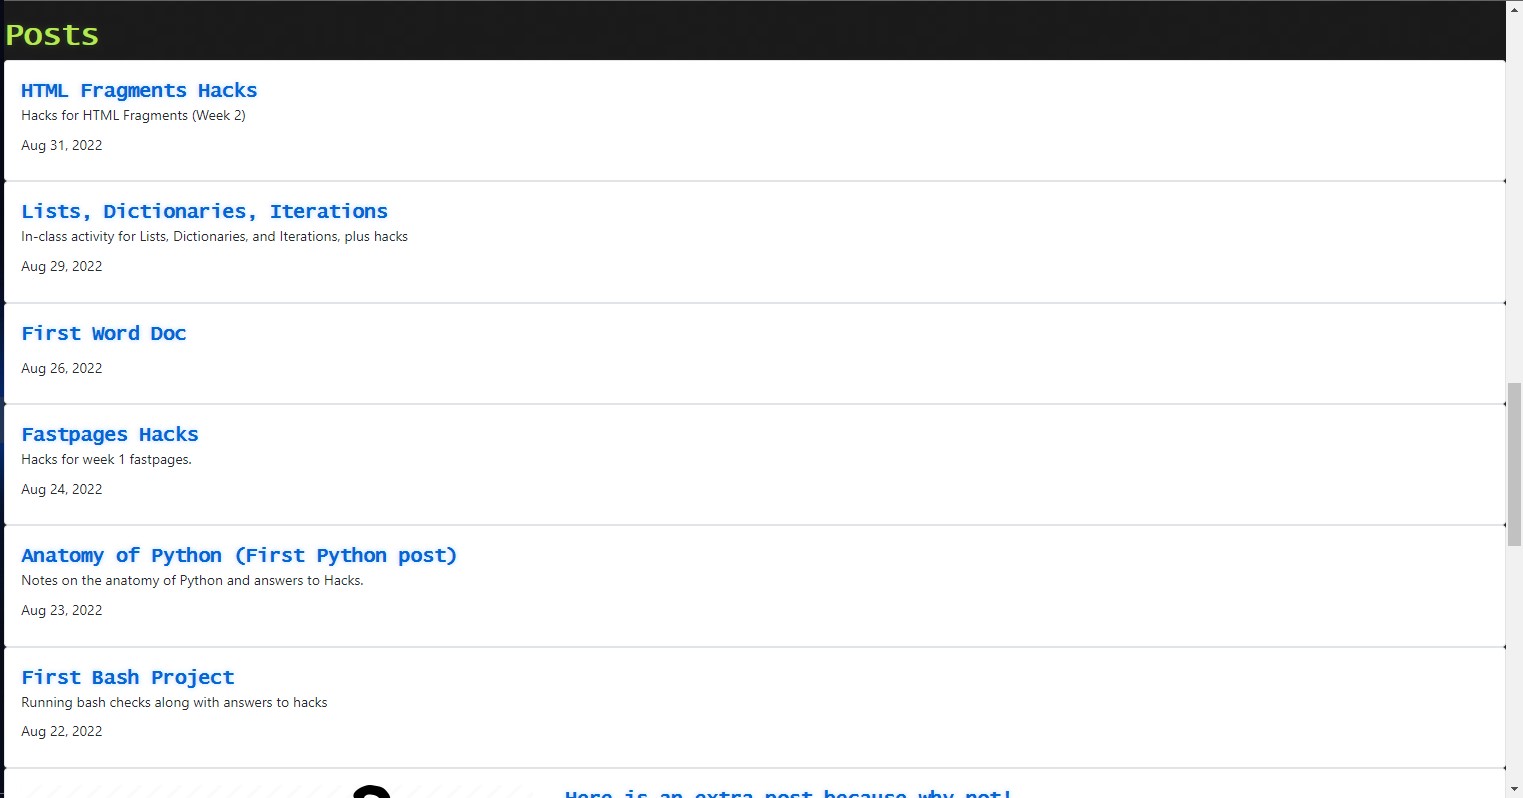 Posts
HTML Fragments Hacks
Hacks for HTML Fragments (Week 2)
Aug 31, 2022
Lists, Dictionaries, Iterations
In-class activity for Lists, Dictionaries, and Iterations, plus hacks
Aug 29, 2022
First Word Doc
Aug 26, 2022
Fastpages Hacks
Hacks for week 1 fastpages.
Aug 24, 2022
Anatomy of Python (First Python post)
Notes on the anatomy of Python and answers to Hacks.
Aug 23, 2022
First Bash Project
Running bash checks along with answers to hacks
Aug 22, 2022
Here is an extra post because why not!